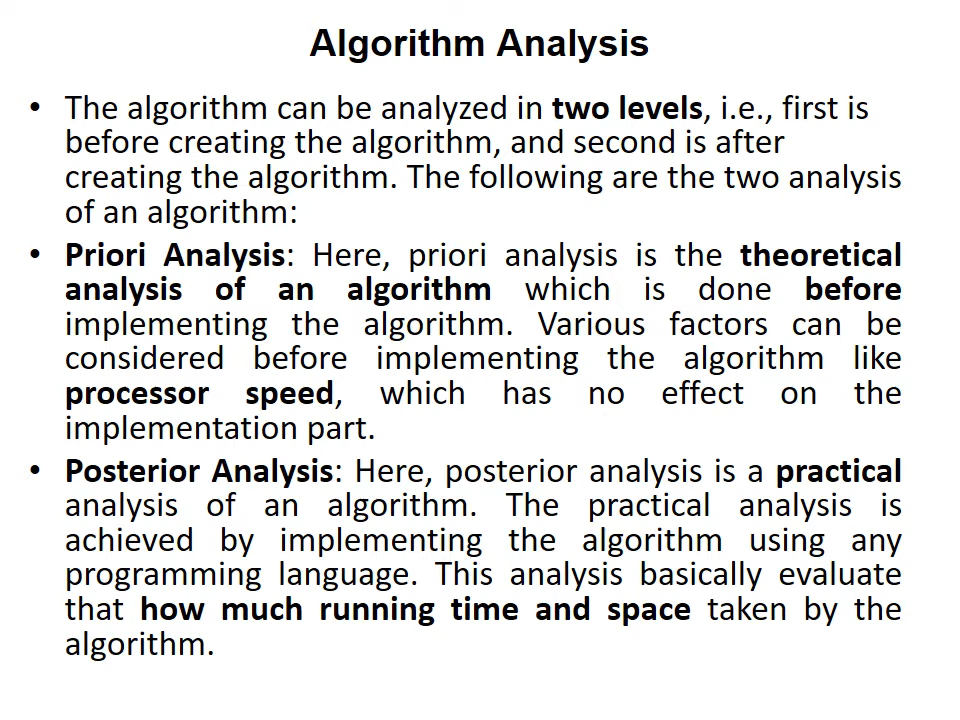 Algorithm Analysis
• The algorithm can be analyzed in two levels, i.e., first is
before creating the algorithm, and second is after
creating the algorithm. The following are the two analysis
of an algorithm:
• Priori Analysis: Here, priori analysis is the theoretical
analysis of an algorithm which is done before
implementing the algorithm. Various factors can be
considered before implementing the algorithm like
processor speed, which has no effect on the
implementation part.
• Posterior Analysis: Here, posterior analysis is a practical
analysis of an algorithm. The practical analysis is
achieved by implementing the algorithm using any
programming language. This analysis basically evaluate
that how much running time and space taken by the
algorithm.